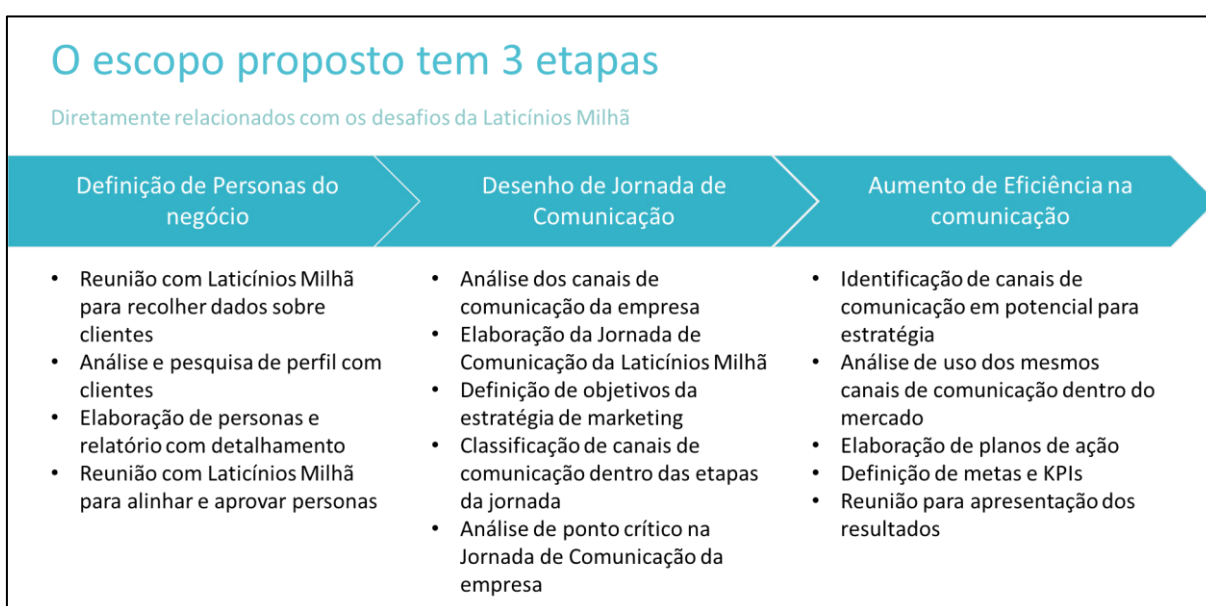 O escopo proposto tem 3 etapas
Diretamente relacionados com os desafios da Laticínios Milhã
Definição de Personas do
negócio
• Reunião com Laticínios Milhã
para recolher dados sobre
clientes
• Análise e pesquisa de perfil com
clientes
• Elaboração de personas e
relatório com detalhamento
• Reunião com Laticínios Milhã
para alinhar e aprovar personas
Desenho de Jornada de
Comunicação
• Análise dos canais de
comunicação da empresa
• Elaboração da Jornada de
Comunicação da Laticínios Milhã
• Definição de objetivos da
estratégia de marketing
• Classificação de canais de
comunicação dentro das etapas
da jornada
• Análise de ponto crítico na
Jornada de Comunicação da
empresa
Aumento de Eficiência na
comunicação
• Identificação de canais de
comunicação em potencial para
estratégia
• Análise de uso dos mesmos
canais de comunicação dentro do
mercado
• Elaboração de planos de ação
• Definição de metas e KPIs
• Reunião para apresentação dos
resultados